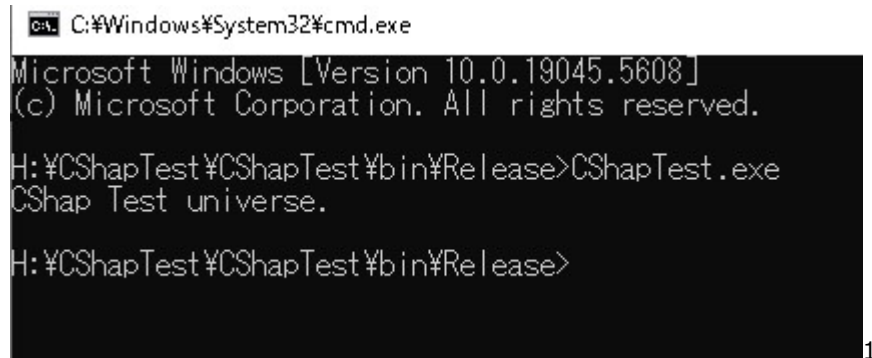 C:¥Windows¥System32¥cmd.exe
Microsoft Windows [Version 10.0.19045.5608]
(c) Microsoft Corporation. All rights reserved.
H:¥CShapTest¥CShapTest¥bin¥Release>CShapTest.exe
CShap Test universe.
H:¥CShapTest¥CShapTest¥bin¥Release>
1